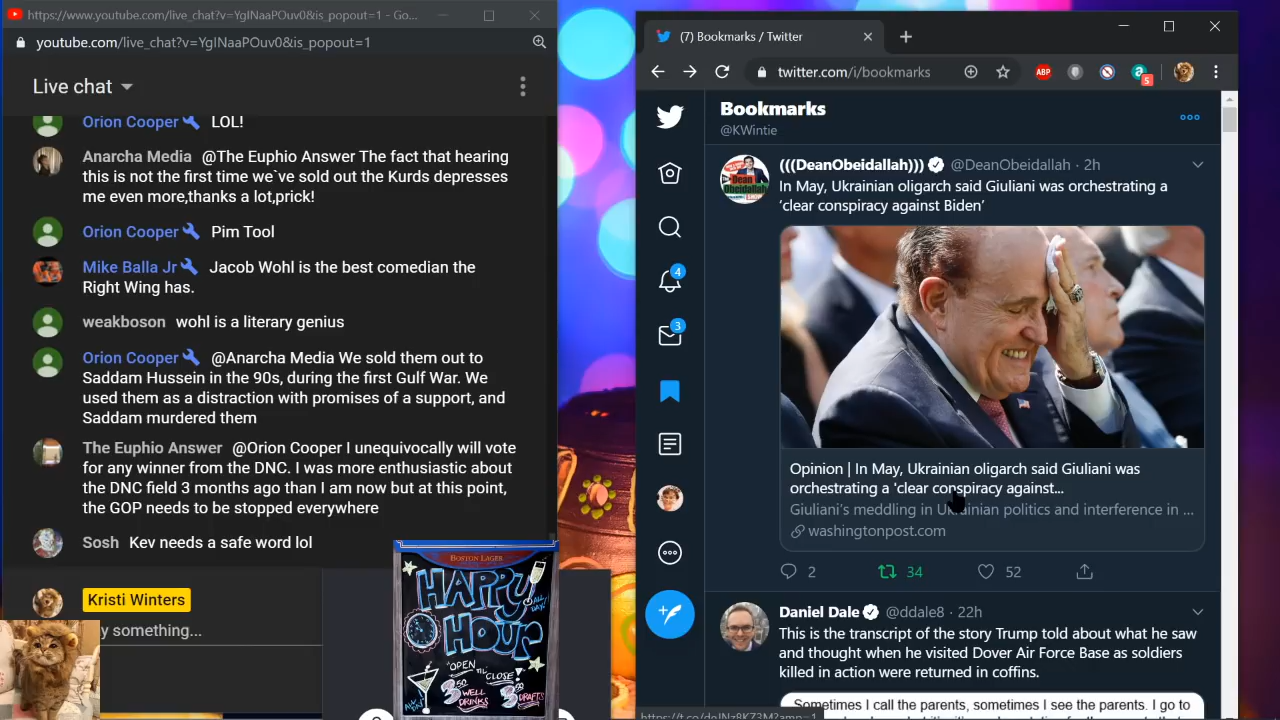 https://www.youtube.com/live_chat?v=YgINaaPOuv0&is_popout=1 - Go...
youtube.com/live_chat?v=YgINaaPOuv0&is_popout=1
Live chat
Orion Cooper LOL!
Anarcha Media @The Euphio Answer The fact that hearing
this is not the first time we`ve sold out the Kurds depresses
me even more,thanks a lot,prick!
Orion Cooper Pim Tool
Mike Balla Jr Jacob Wohl is the best comedian the
Right Wing has.
weakboson wohl is a literary genius
Orion Cooper @Anarcha Media We sold them out to
Saddam Hussein in the 90s, during the first Gulf War. We
used them as a distraction with promises of a support, and
Saddam murdered them
The Euphio Answer @Orion Cooper I unequivocally will vote
for any winner from the DNC. I was more enthusiastic about
the DNC field 3 months ago than I am now but at this point,
the GOP needs to be stopped everywhere
Sosh Kev needs a safe word lol
Kristi Winters
y something...
BOSTON LAGER
HAPPY
ALL DAY!
HOUR
"OPEN 'TIL' CLOSE!"
3.50 WELL DRINKS
DRAFTS
(7) Bookmarks / Twitter
twitter.com/i/bookmarks
ABP
5
Bookmarks
@KWintie
4
3
(((DeanObeidallah))) @DeanObeidallah · 2h
In May, Ukrainian oligarch said Giuliani was orchestrating a
‘clear conspiracy against Biden’
Opinion | In May, Ukrainian oligarch said Giuliani was
orchestrating a ‘clear conspiracy against...
Giuliani’s meddling in Ukrainian politics and interference in ...
washingtonpost.com
2 34 52
Daniel Dale @ddale8 · 22h
This is the transcript of the story Trump told about what he saw
and thought when he visited Dover Air Force Base as soldiers
killed in action were returned in coffins.
Sometimes I call the parents, sometimes I see the parents. I go to